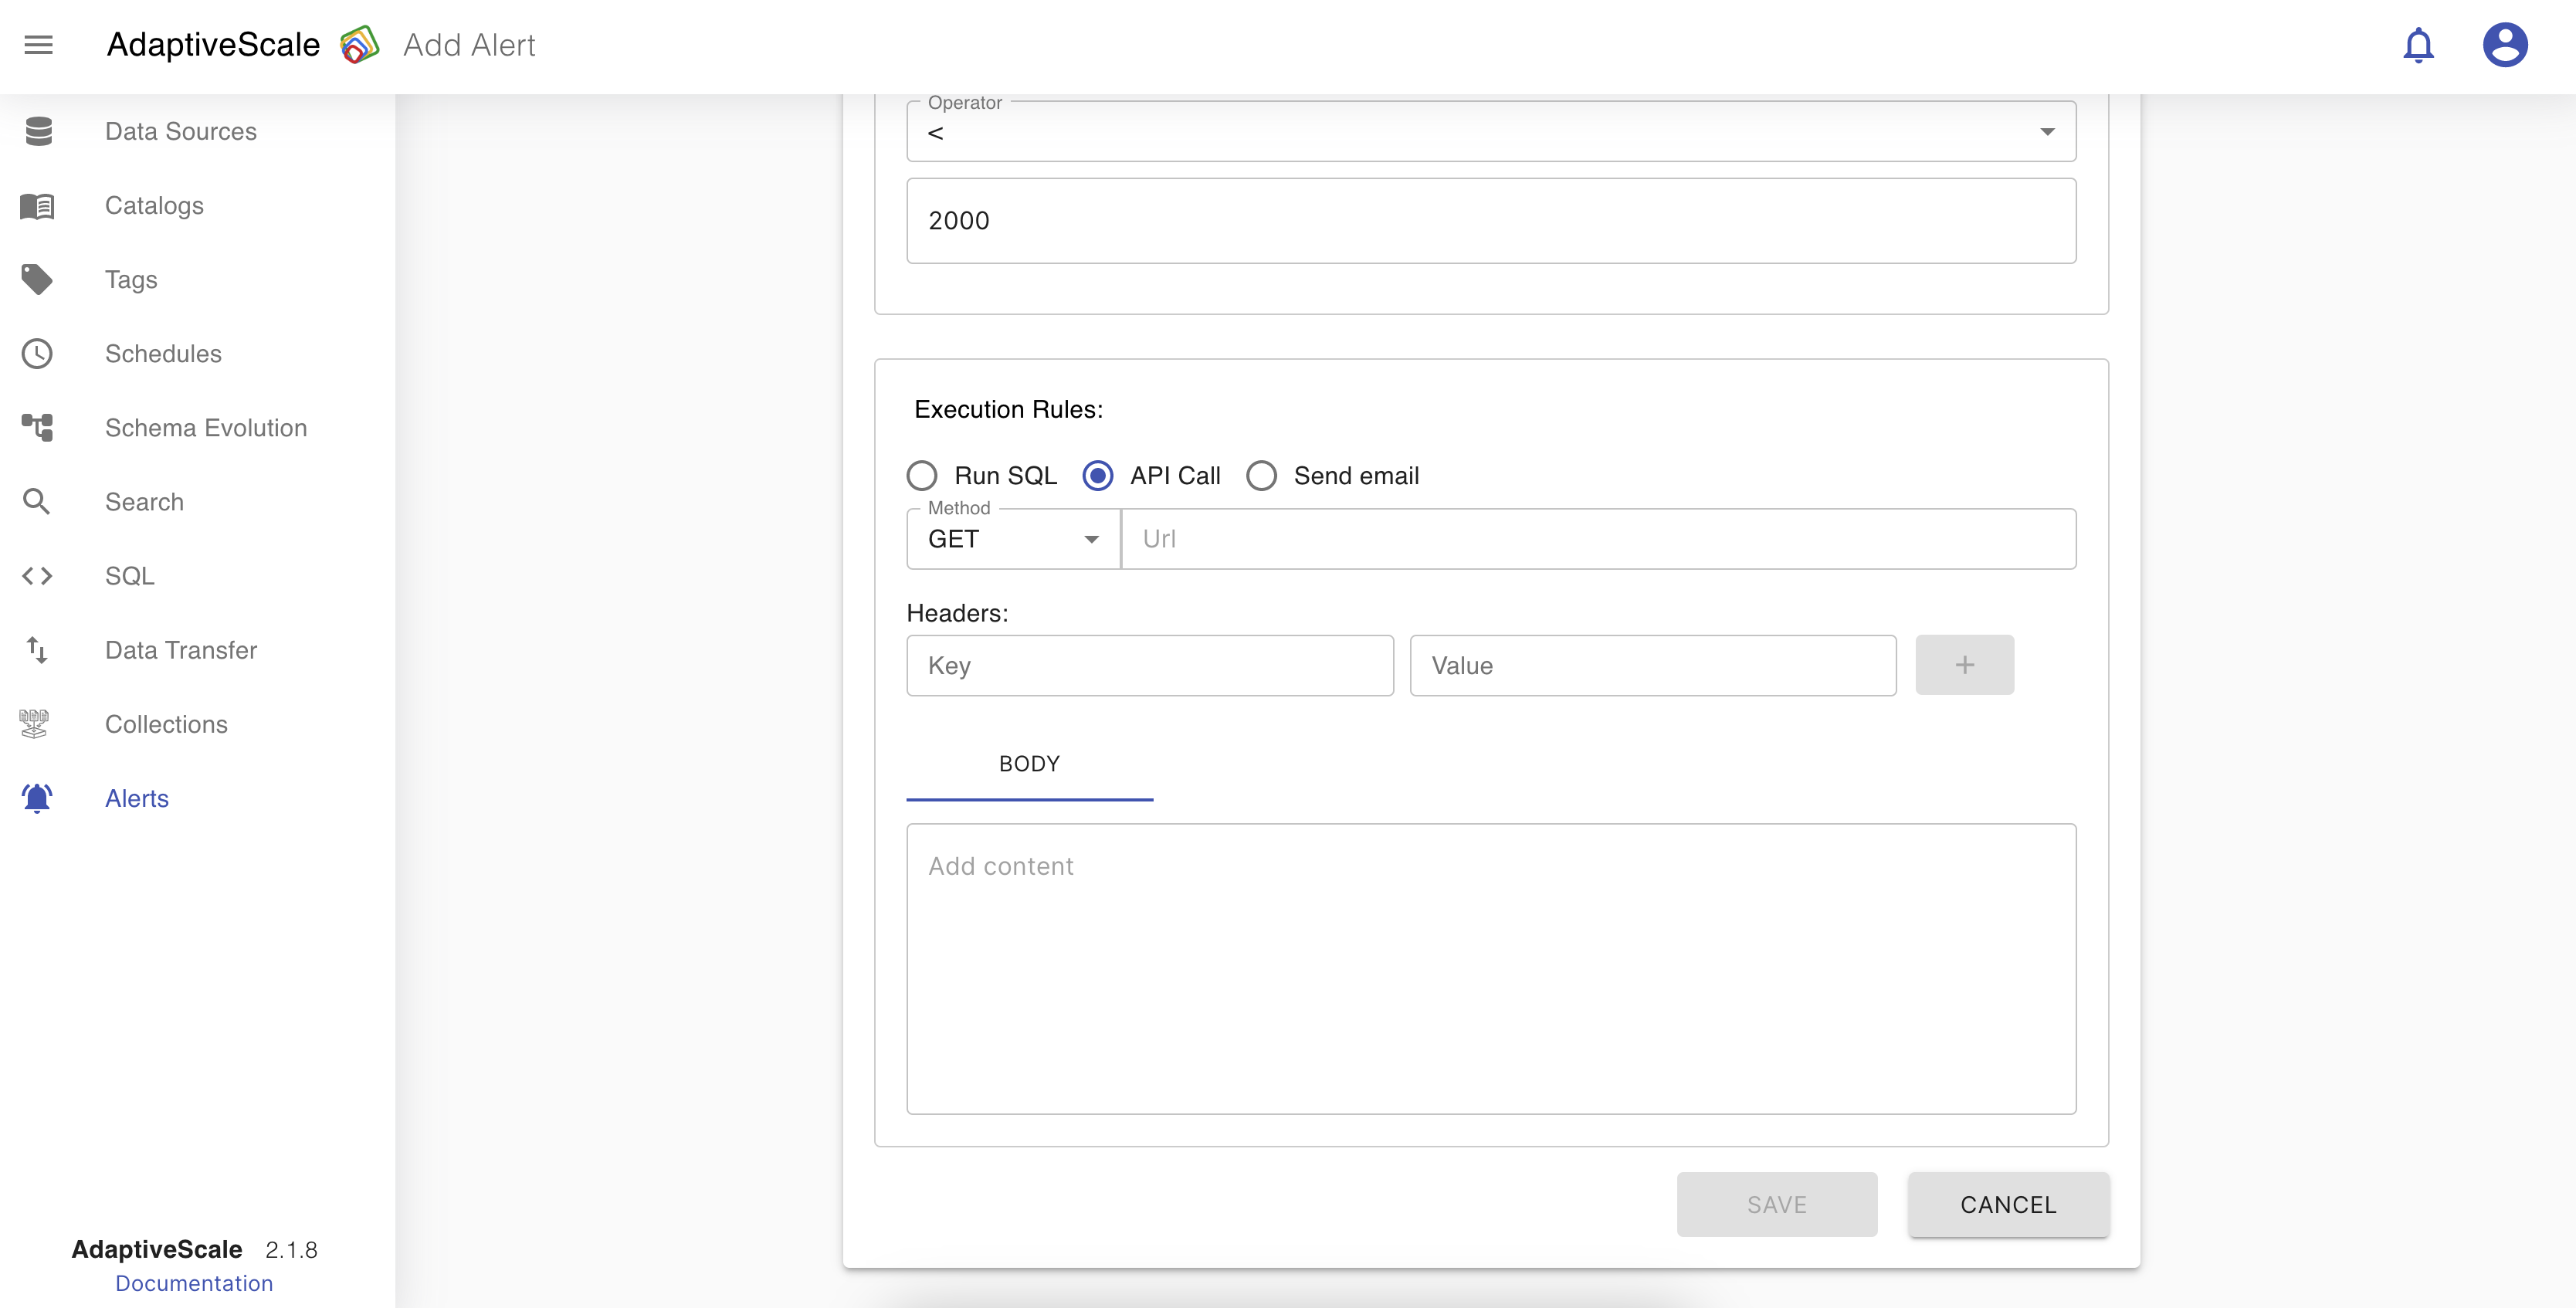 AdaptiveScale Add Alert
Data Sources
Catalogs
Tags
Schedules
Schema Evolution
Search
SQL
Data Transfer
Collections
Alerts
AdaptiveScale 2.1.8
Documentation
Operator
<
2000
Execution Rules:
Run SQL API Call Send email
Method
GET Url
Headers:
Key Value +
BODY
Add content
SAVE CANCEL